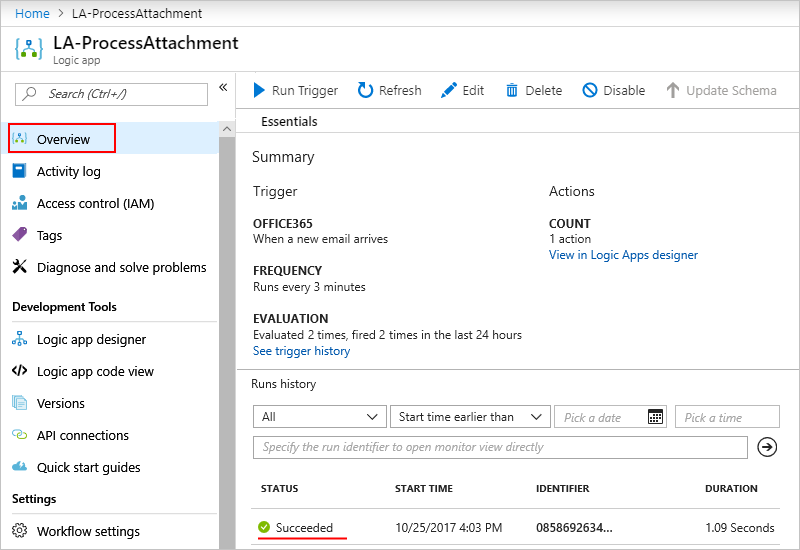 Home > LA-ProcessAttachment
LA-ProcessAttachment
Logic app
Search (Ctrl+/)
«
Overview
Activity log
Access control (IAM)
Tags
Diagnose and solve problems
Development Tools
Logic app designer
Logic app code view
Versions
API connections
Quick start guides
Settings
Workflow settings
Run Trigger Refresh Edit Delete Disable Update Schema
Essentials
Summary
Trigger
OFFICE365
When a new email arrives
FREQUENCY
Runs every 3 minutes
EVALUATION
Evaluated 2 times, fired 2 times in the last 24 hours
See trigger history
Actions
COUNT
1 action
View in Logic Apps designer
Runs history
All Start time earlier than Pick a date Pick a time
Specify the run identifier to open monitor view directly
STATUS START TIME IDENTIFIER DURATION
Succeeded 10/25/2017 4:03 PM 0858692634... 1.09 Seconds